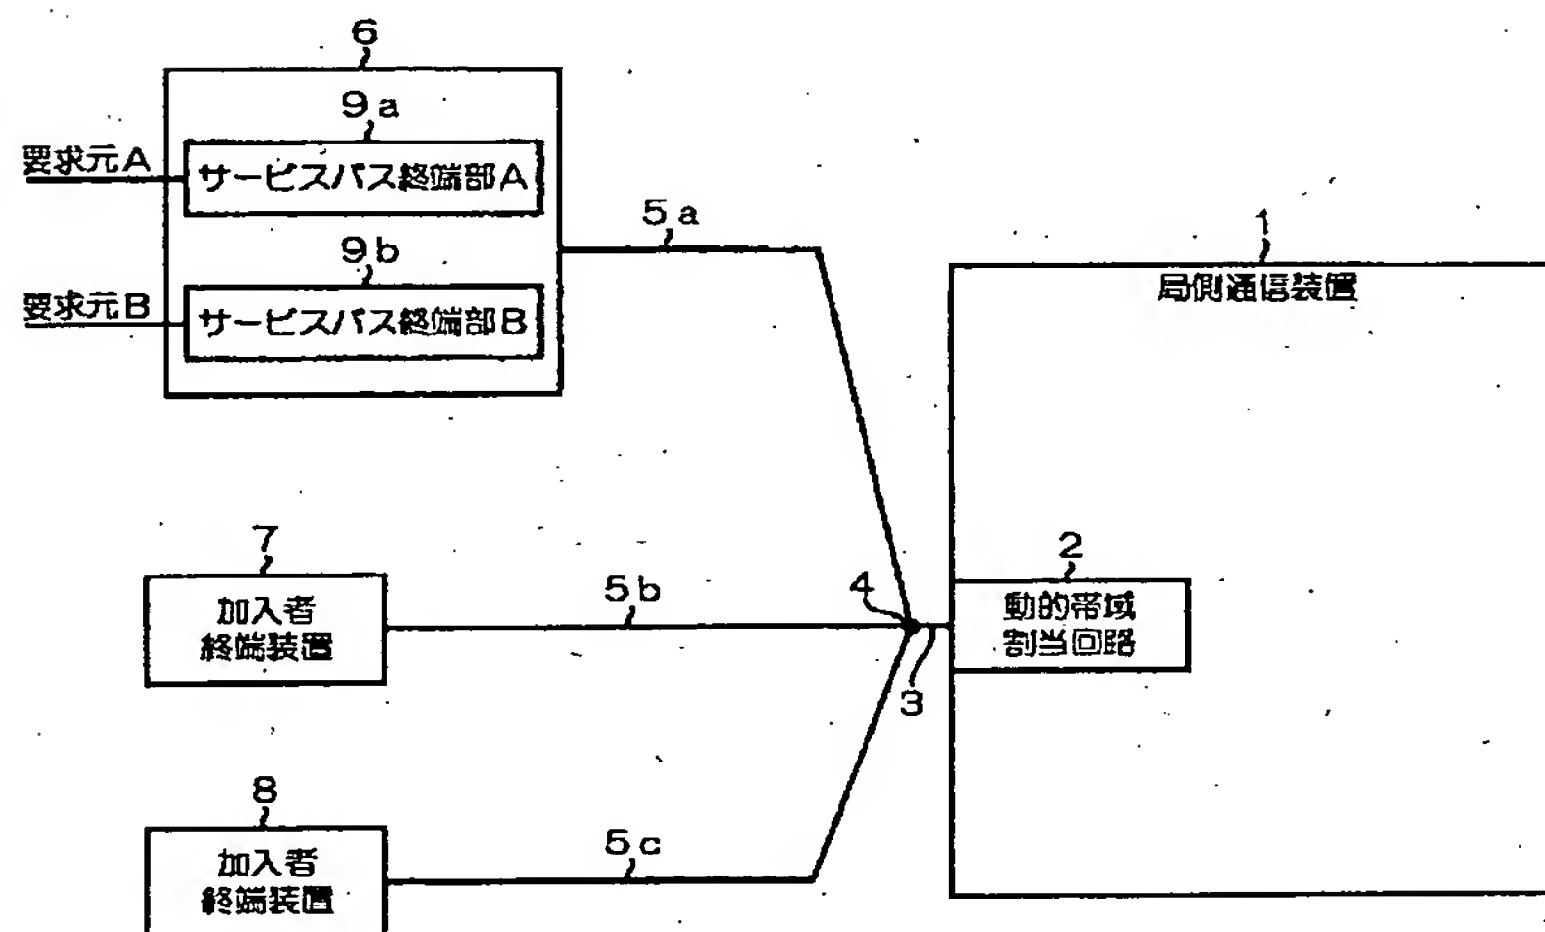 6
9a
要求元A
サービスパス終端部A
9b
要求元B
サービスパス終端部B
5a
1
局側通信装置
7
加入者
終端装置
5b
4
3
2
動的帯域
割当回路
8
加入者
終端装置
5c